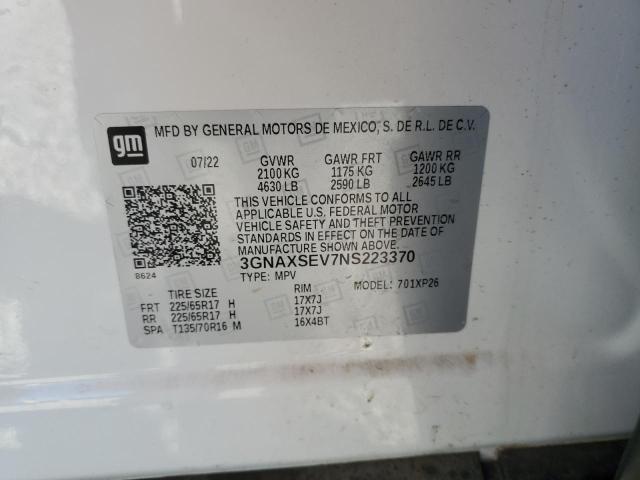 gm
MFD BY GENERAL MOTORS DE MEXICO, S. DE R.L. DE C.V.
07/22 GVWR GAWR FRT GAWR RR
2100 KG 1175 KG 1200 KG
4630 LB 2590 LB 2645 LB
THIS VEHICLE CONFORMS TO ALL
APPLICABLE U.S. FEDERAL MOTOR
VEHICLE SAFETY AND THEFT PREVENTION
STANDARDS IN EFFECT ON THE DATE OF
MANUFACTURE SHOWN ABOVE.
8624 3GNAXSEV7NS223370
TYPE: MPV MODEL: 701XP26
TIRE SIZE RIM
FRT 225/65R17 H 17X7J
RR 225/65R17 H 17X7J
SPA T135/70R16 M 16X4BT